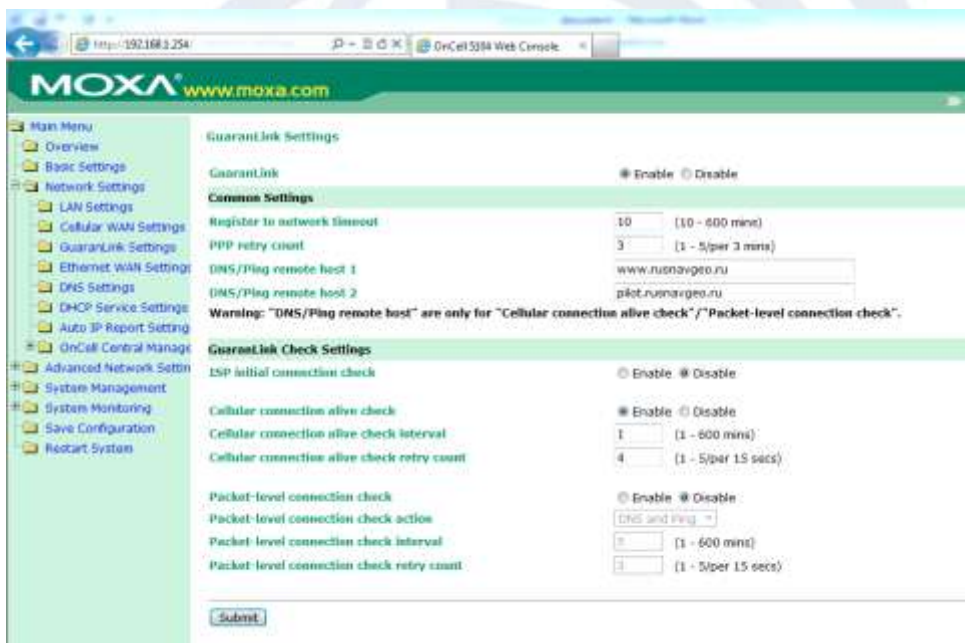 http://192.168.1.254/
OnCell 5104 Web Console
MOXA www.moxa.com
Main Menu
Overview
Basic Settings
Network Settings
LAN Settings
Cellular WAN Settings
GuaranLink Settings
Ethernet WAN Settings
DNS Settings
DHCP Service Settings
Auto IP Report Setting
OnCell Central Manage
Advanced Network Settin
System Management
System Monitoring
Save Configuration
Restart System
GuaranLink Settings
GuaranLink Enable Disable
Common Settings
Register to network timeout 10 (10 - 600 mins)
PPP retry count 3 (1 - 5/per 3 mins)
DNS/Ping remote host 1 www.rusnavgeo.ru
DNS/Ping remote host 2 pilot.rusnavgeo.ru
Warning: "DNS/Ping remote host" are only for "Cellular connection alive check"/"Packet-level connection check".
GuaranLink Check Settings
ISP initial connection check Enable Disable
Cellular connection alive check Enable Disable
Cellular connection alive check interval 1 (1 - 600 mins)
Cellular connection alive check retry count 4 (1 - 5/per 15 secs)
Packet-level connection check Enable Disable
Packet-level connection check action DNS and Ping
Packet-level connection check interval (1 - 600 mins)
Packet-level connection check retry count 3 (1 - 5/per 15 secs)
Submit